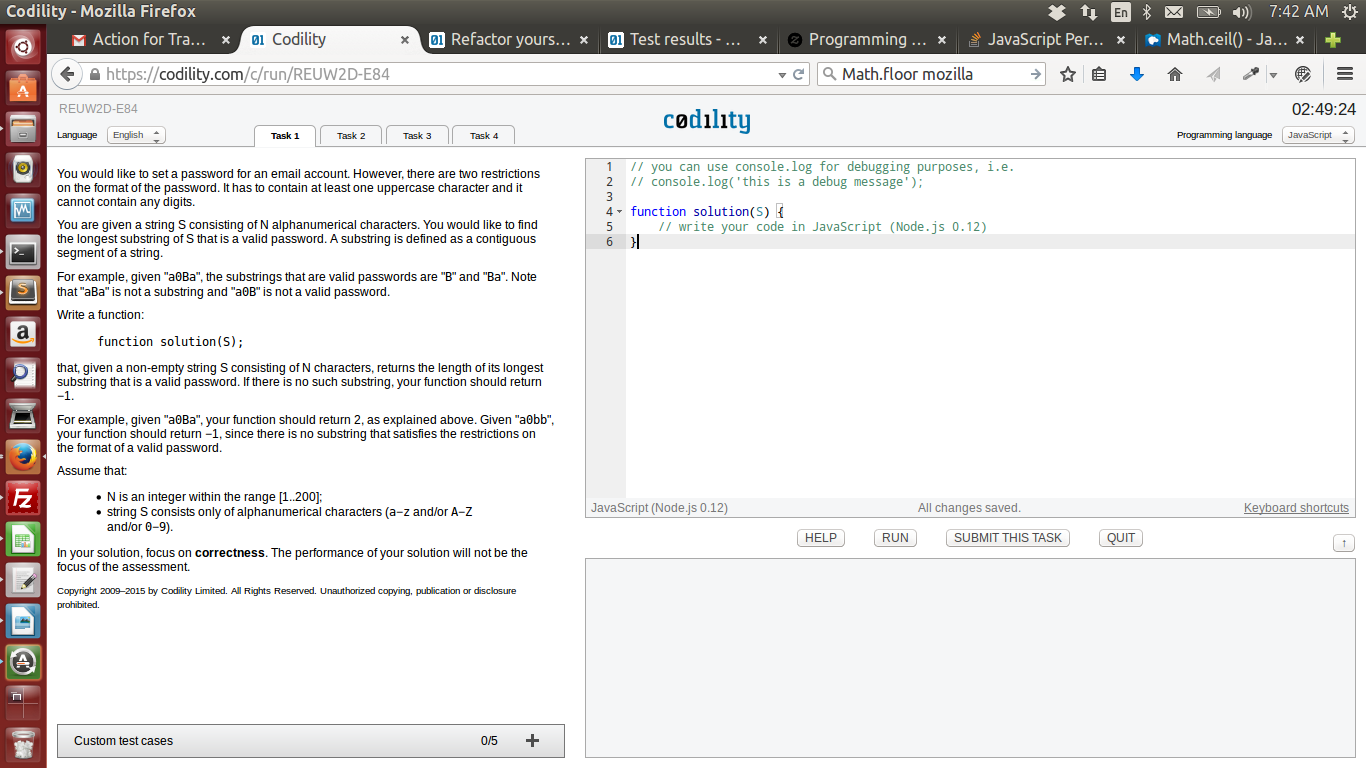 Codility - Mozilla Firefox
En
7:42 AM
Action for Tra... ×
Codility ×
Refactor yours... ×
Test results - ... ×
Programming ... ×
JavaScript Per... ×
Math.ceil() - Ja... ×
https://codility.com/c/run/REUW2D-E84
Math.floor mozilla
REUW2D-E84
02:49:24
codility
Language English
Task 1
Task 2
Task 3
Task 4
Programming language JavaScript
You would like to set a password for an email account. However, there are two restrictions
on the format of the password. It has to contain at least one uppercase character and it
cannot contain any digits.
You are given a string S consisting of N alphanumerical characters. You would like to find
the longest substring of S that is a valid password. A substring is defined as a contiguous
segment of a string.
For example, given "a0Ba", the substrings that are valid passwords are "B" and "Ba". Note
that "aBa" is not a substring and "a0B" is not a valid password.
Write a function:
function solution(S);
that, given a non-empty string S consisting of N characters, returns the length of its longest
substring that is a valid password. If there is no such substring, your function should return
−1.
For example, given "a0Ba", your function should return 2, as explained above. Given "a0bb",
your function should return −1, since there is no substring that satisfies the restrictions on
the format of a valid password.
Assume that:
• N is an integer within the range [1..200];
• string S consists only of alphanumerical characters (a−z and/or A−Z
and/or 0−9).
In your solution, focus on correctness. The performance of your solution will not be the
focus of the assessment.
Copyright 2009–2015 by Codility Limited. All Rights Reserved. Unauthorized copying, publication or disclosure
prohibited.
Custom test cases 0/5 +
1 // you can use console.log for debugging purposes, i.e.
2 // console.log('this is a debug message');
3
4 function solution(S) {
5 // write your code in JavaScript (Node.js 0.12)
6 }
JavaScript (Node.js 0.12)
All changes saved.
Keyboard shortcuts
HELP
RUN
SUBMIT THIS TASK
QUIT
↑